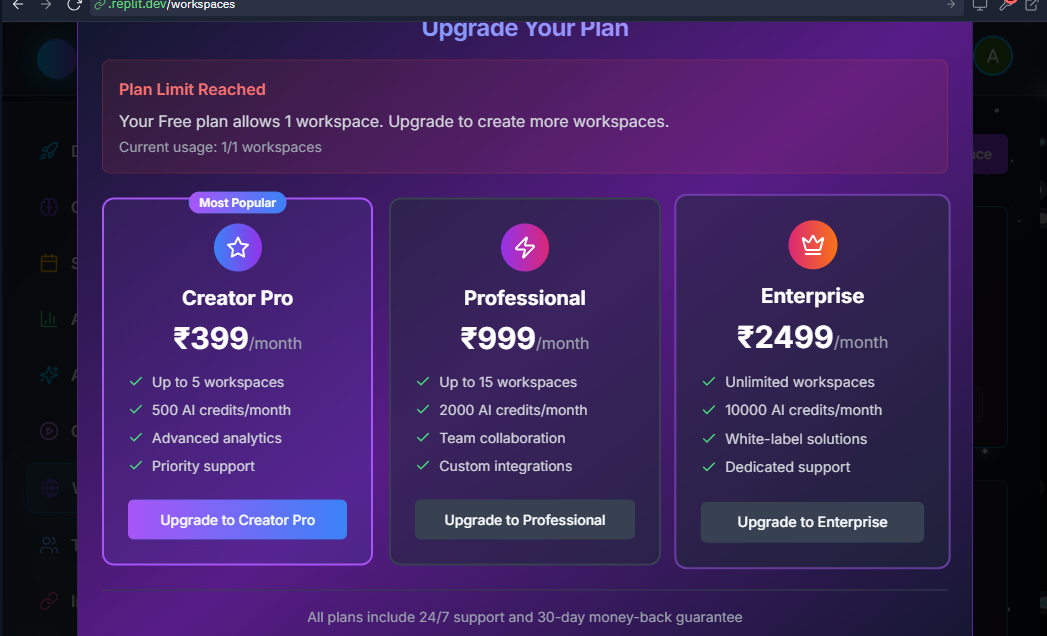 .replit.dev/workspaces
Upgrade Your Plan
A
Plan Limit Reached
Your Free plan allows 1 workspace. Upgrade to create more workspaces.
Current usage: 1/1 workspaces
Most Popular
Creator Pro
₹399/month
Up to 5 workspaces
500 AI credits/month
Advanced analytics
Priority support
Upgrade to Creator Pro
Professional
₹999/month
Up to 15 workspaces
2000 AI credits/month
Team collaboration
Custom integrations
Upgrade to Professional
Enterprise
₹2499/month
Unlimited workspaces
10000 AI credits/month
White-label solutions
Dedicated support
Upgrade to Enterprise
All plans include 24/7 support and 30-day money-back guarantee